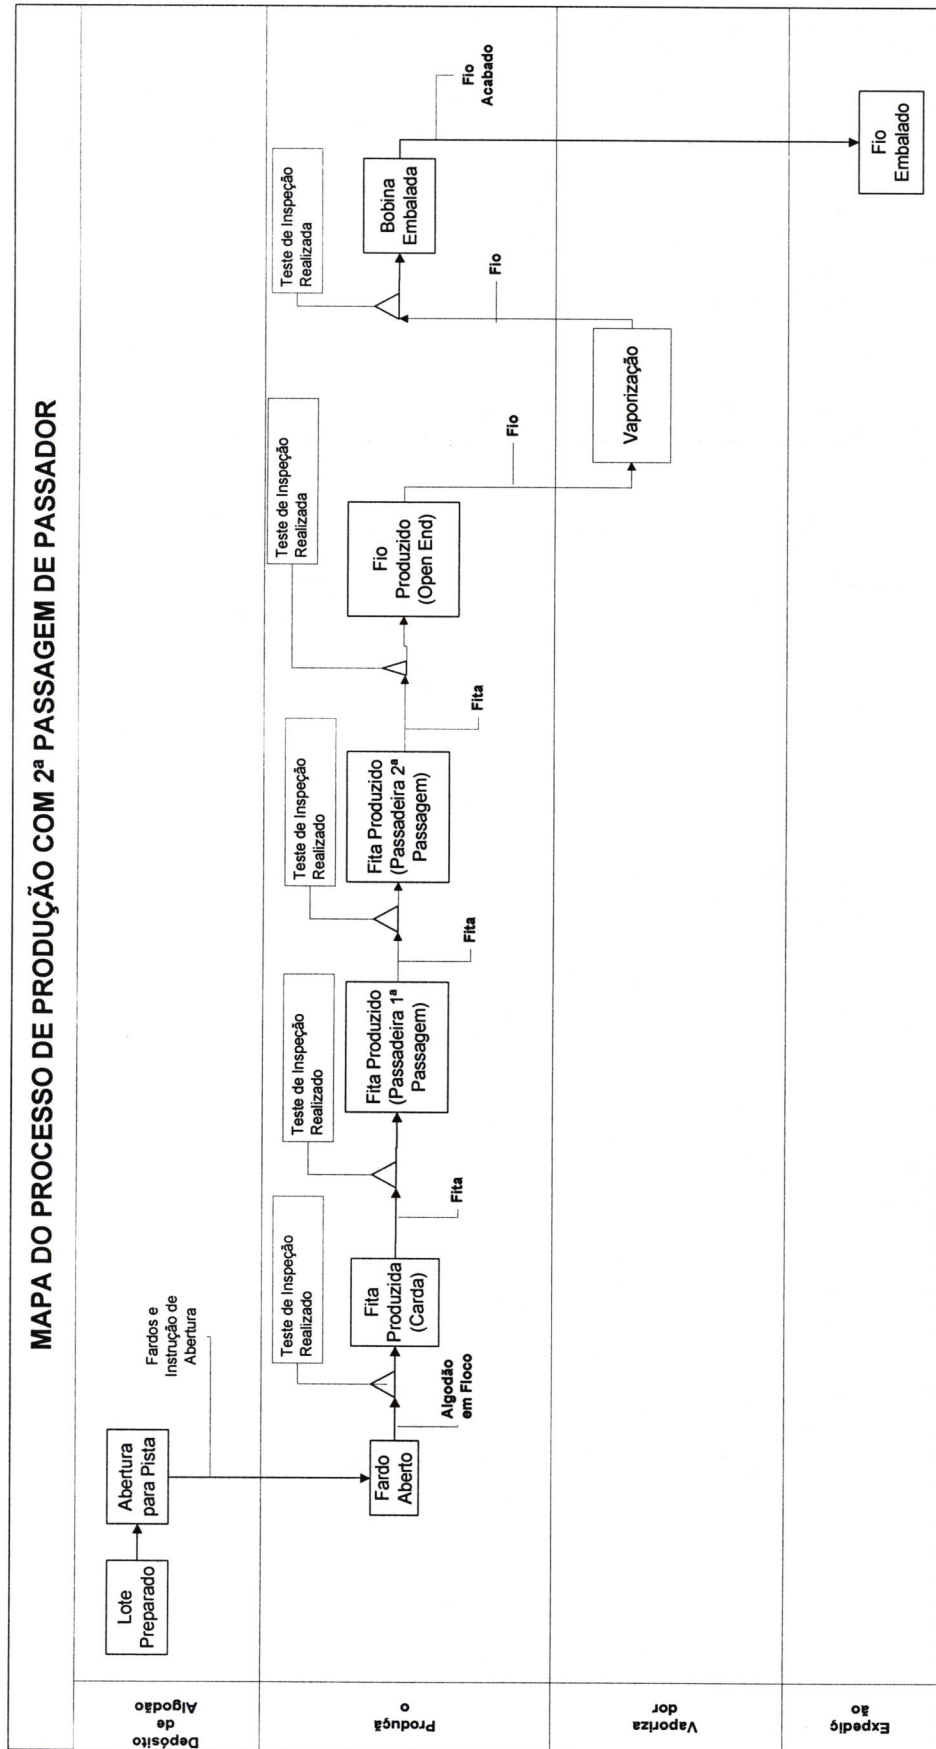 MAPA DO PROCESSO DE PRODUÇÃO COM 2ª PASSAGEM DE PASSADOR
Depósito
de
Algodão
Lote
Preparado
Abertura
para Pista
Fardos e
Instrução de
Abertura
Produçã
o
Fardo
Aberto
Algodão
em Floco
Teste de Inspeção
Realizado
Fita
Produzida
(Carda)
Fita
Teste de Inspeção
Realizado
Fita Produzido
(Passadeira 1ª
Passagem)
Fita
Teste de Inspeção
Realizado
Fita Produzido
(Passadeira 2ª
Passagem)
Fita
Teste de Inspeção
Realizada
Fio
Produzido
(Open End)
Fio
Teste de Inspeção
Realizada
Bobina
Embalada
Fio
Acabado
Vaporiza
dor
Vaporização
Fio
Expediç
ão
Fio
Embalado